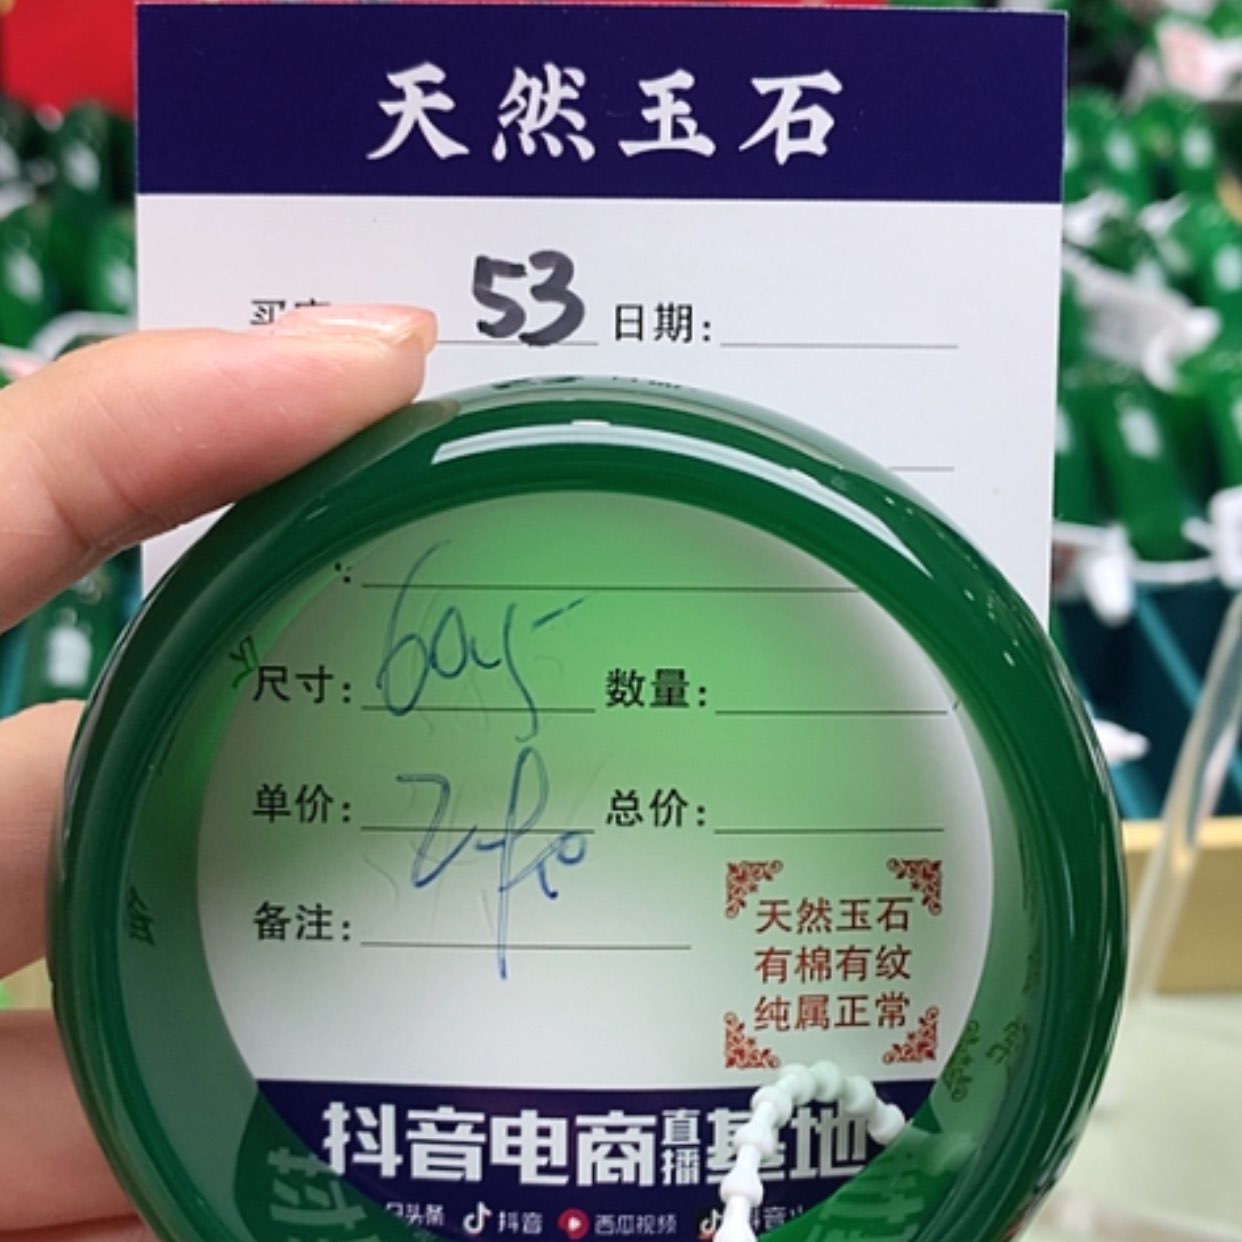 天然玉石
53 日期：
尺寸： 数量：
单价： 总价：
备注：
天然玉石
有棉有纹
纯属正常
抖音电商直播基地
头条 抖音 西瓜视频